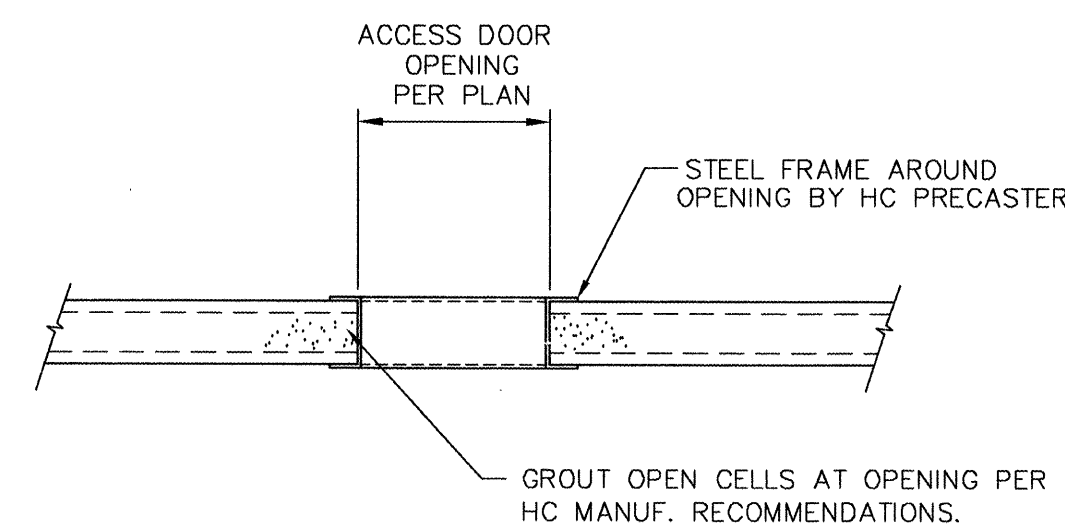 ACCESS DOOR
OPENING
PER PLAN
STEEL FRAME AROUND
OPENING BY HC PRECASTER
GROUT OPEN CELLS AT OPENING PER
HC MANUF. RECOMMENDATIONS.